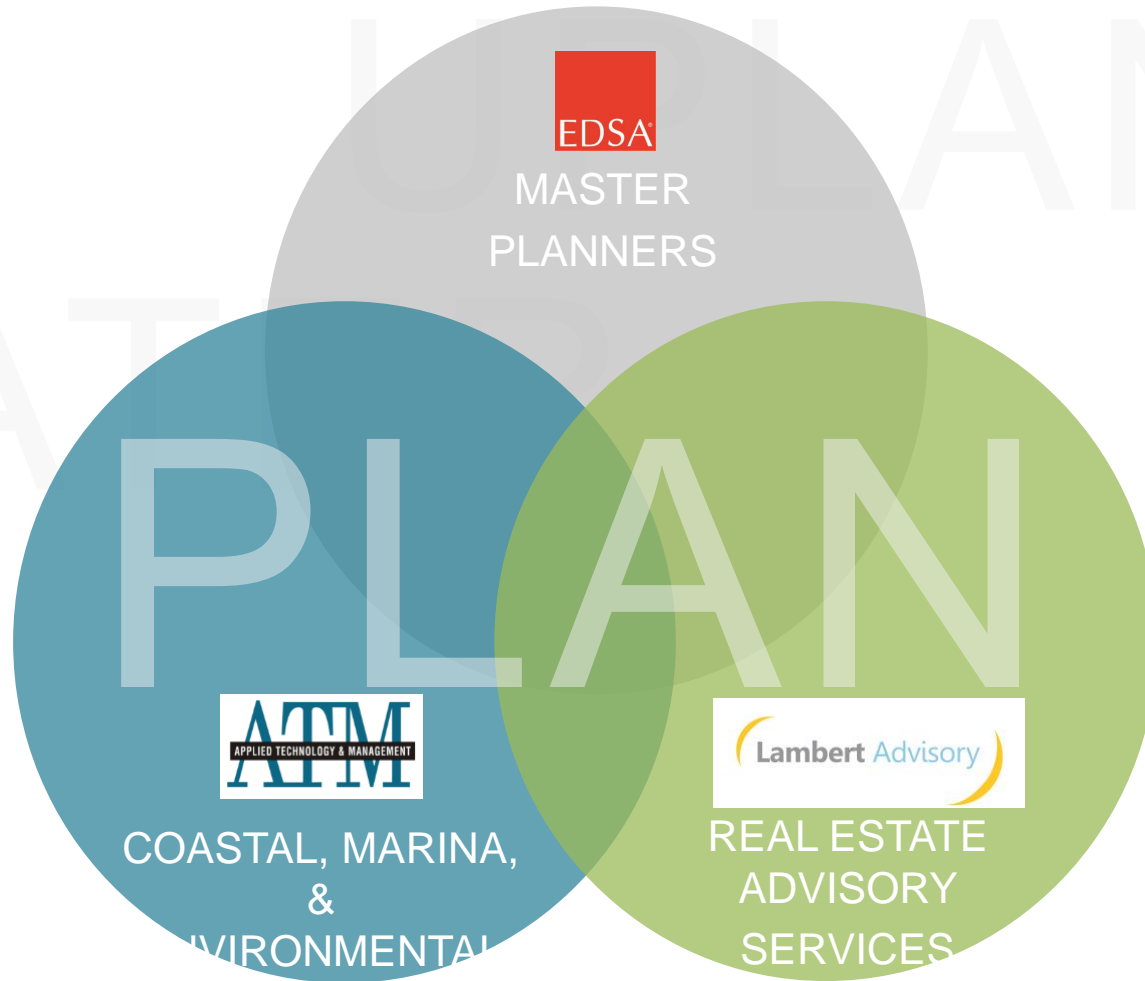 EDSA
MASTER
PLANNERS
PLAN
ATM
APPLIED TECHNOLOGY & MANAGEMENT
Lambert Advisory
COASTAL, MARINA,
&
REAL ESTATE
ADVISORY
SERVICES